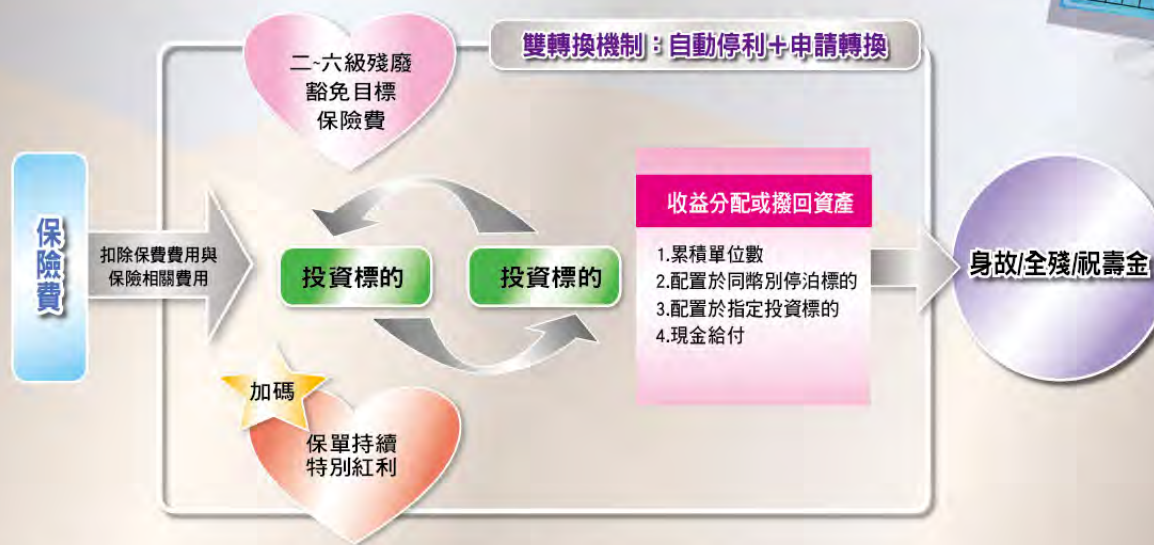 雙轉換機制：自動停利＋申請轉換
二~六級殘廢
豁免目標
保險費
保險費
扣除保費費用與
保險相關費用
投資標的
投資標的
收益分配或撥回資產
1.累積單位數
2.配置於同幣別停泊標的
3.配置於指定投資標的
4.現金給付
身故/全殘/祝壽金
加碼
保單持續
特別紅利